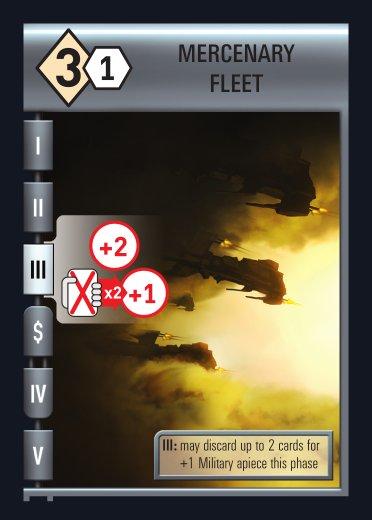 3 1
MERCENARY
FLEET
I
II
III
+2
x2 +1
$
IV
V
III: may discard up to 2 cards for
+1 Military apiece this phase